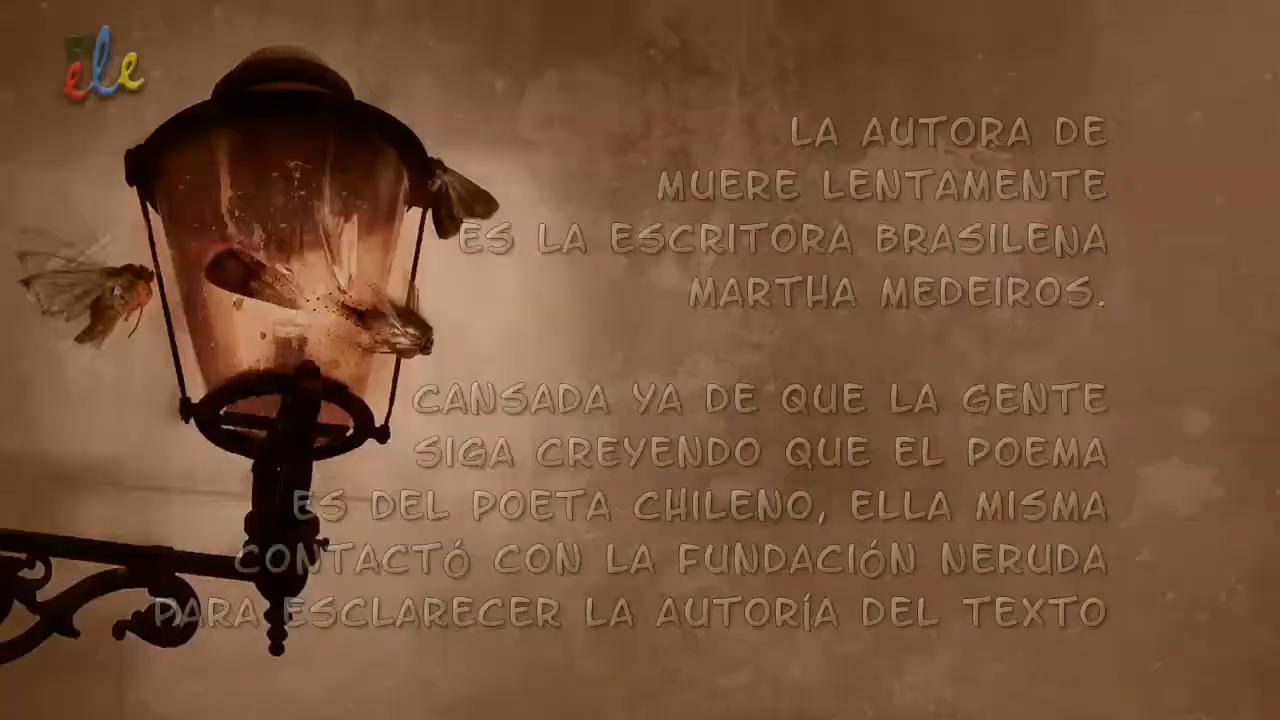 ele
LA AUTORA DE
MUERE LENTAMENTE
ES LA ESCRITORA BRASILENA
MARTHA MEDEIROS.
CANSADA YA DE QUE LA GENTE
SIGA CREYENDO QUE EL POEMA
ES DEL POETA CHILENO, ELLA MISMA
CONTACTÓ CON LA FUNDACIÓN NERUDA
PARA ESCLARECER LA AUTORÍA DEL TEXTO